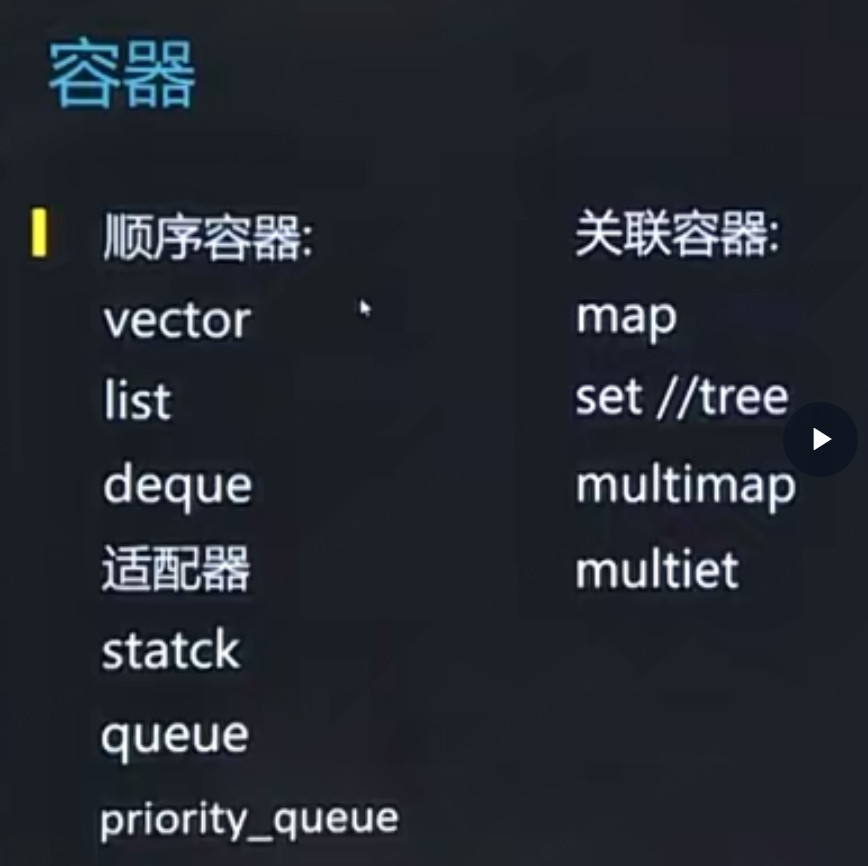 容器
顺序容器:
vector
list
deque
适配器
statck
queue
priority_queue
关联容器:
map
set //tree
multimap
multiet